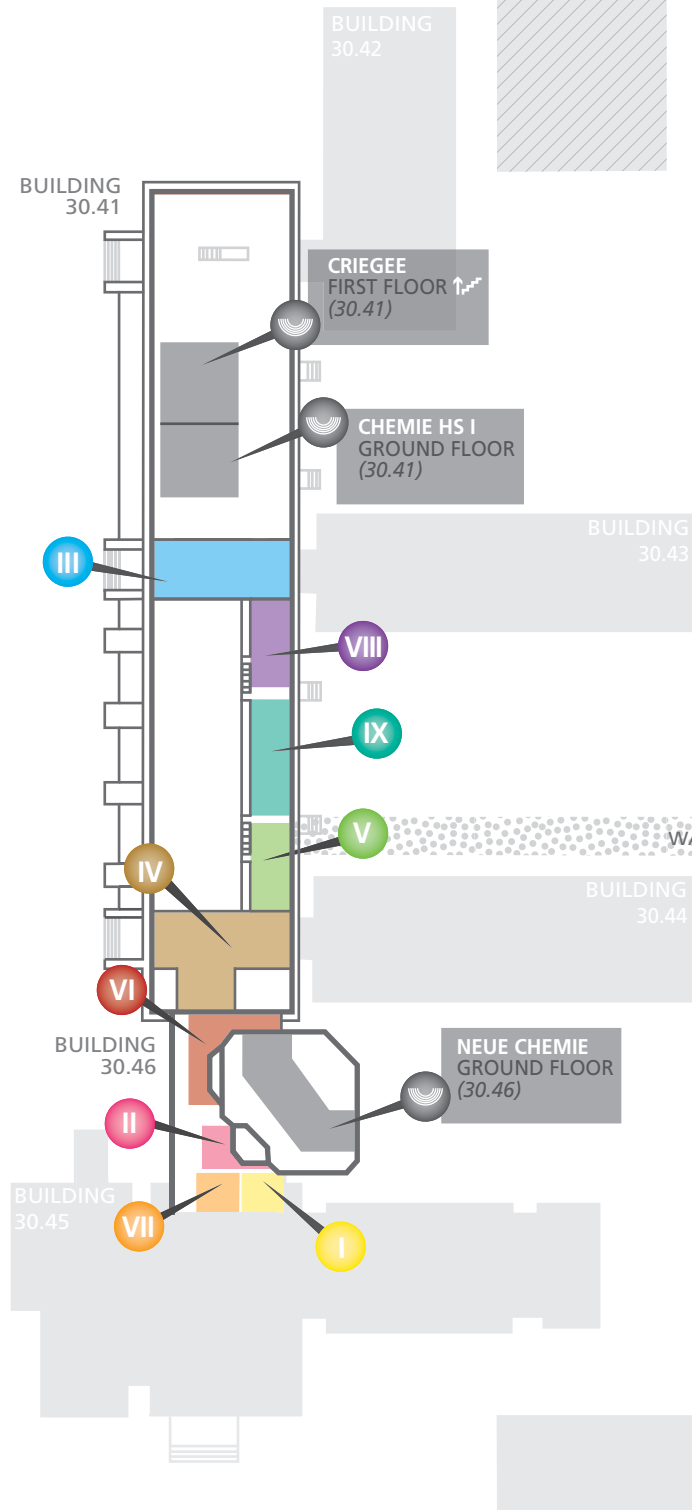 BUILDING
30.42
BUILDING
30.41
CRIEGEE
FIRST FLOOR
(30.41)
CHEMIE HS I
GROUND FLOOR
(30.41)
BUILDING
30.43
III
VIII
IX
V
WA
IV
BUILDING
30.44
VI
BUILDING
30.46
NEUE CHEMIE
GROUND FLOOR
(30.46)
II
BUILDING
30.45
VII
I